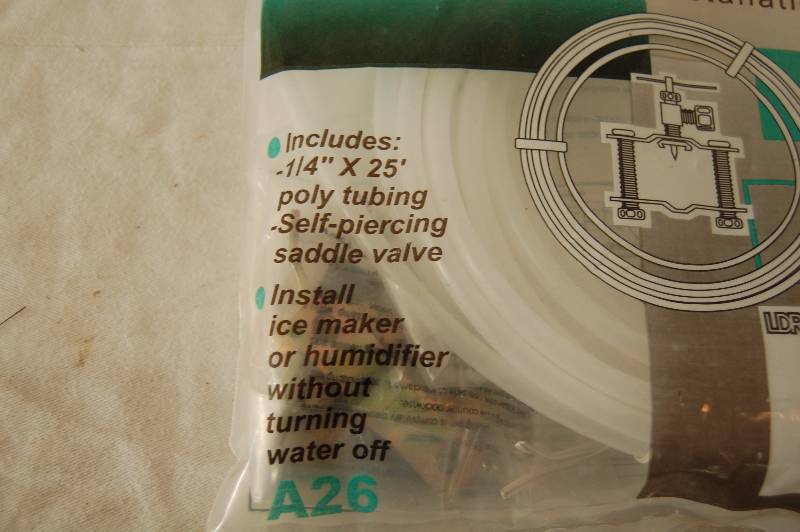 Includes:
-1/4" X 25'
poly tubing
-Self-piercing
saddle valve
Install
ice maker
or humidifier
without
turning
water off
A26
LDR